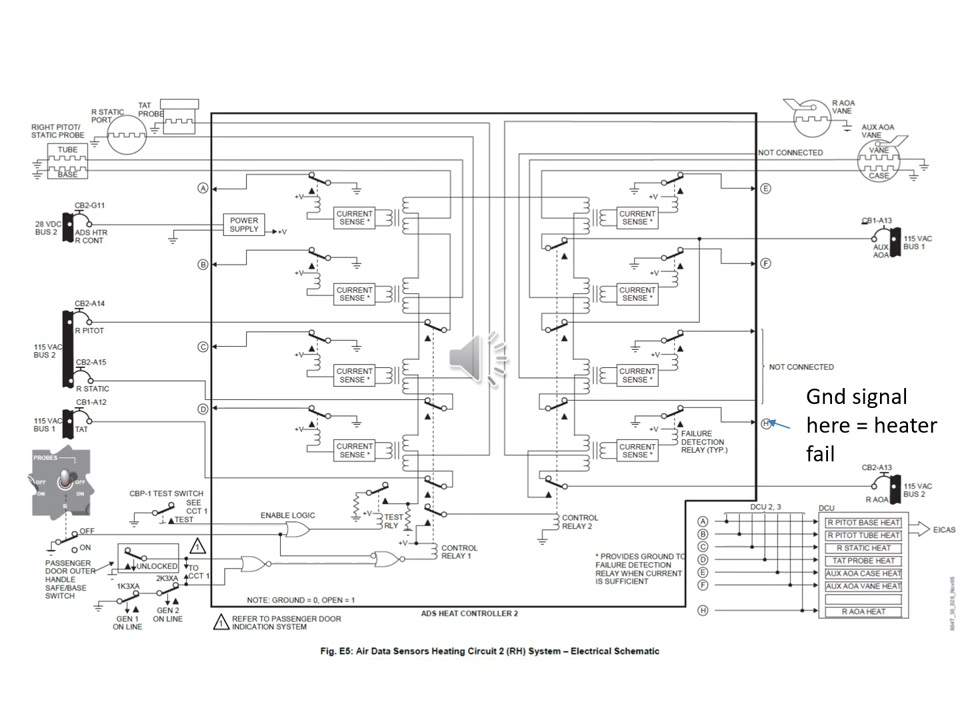 R STATIC
PORT
TAT
PROBE
RIGHT PITOT/
STATIC PROBE
TUBE
BASE
R AOA
VANE
AUX AOA
VANE
VANE
CASE
NOT CONNECTED
A
+V
CURRENT
SENSE *
+V
CURRENT
SENSE *
E
CB2-G11
28 VDC
BUS 2
ADS HTR
R CONT
POWER
SUPPLY
+V
CB1-A13
AUX
AOA
115 VAC
BUS 1
B
+V
CURRENT
SENSE *
+V
CURRENT
SENSE *
F
CB2-A14
R PITOT
115 VAC
BUS 2
C
+V
CURRENT
SENSE *
CURRENT
SENSE *
NOT CONNECTED
CB2-A15
R STATIC
CB1-A12
115 VAC
BUS 1
TAT
D
+V
CURRENT
SENSE *
+V
CURRENT
SENSE *
FAILURE
DETECTION
RELAY (TYP.)
H
Gnd signal
here = heater
fail
CB2-A13
R AOA
115 VAC
BUS 2
PROBES
OFF
ON
OFF
ON
CBP-1 TEST SWITCH
SEE
CCT 1
TEST
ENABLE LOGIC
+V
TEST
RLY
+V
CONTROL
RELAY 1
CONTROL
RELAY 2
OFF
ON
PASSENGER
DOOR OUTER
HANDLE
SAFE/BASE
SWITCH
UNLOCKED
1
TO
CCT 1
2K3XA
1K3XA
GEN 1
ON LINE
GEN 2
ON LINE
* PROVIDES GROUND TO
FAILURE DETECTION
RELAY WHEN CURRENT
IS SUFFICIENT
NOTE: GROUND = 0, OPEN = 1
ADS HEAT CONTROLLER 2
1
REFER TO PASSENGER DOOR
INDICATION SYSTEM
DCU 2, 3
DCU
A
R PITOT BASE HEAT
B
R PITOT TUBE HEAT
C
R STATIC HEAT
D
TAT PROBE HEAT
E
AUX AOA CASE HEAT
F
AUX AOA VANE HEAT
H
R AOA HEAT
EICAS
Fig. E5: Air Data Sensors Heating Circuit 2 (RH) System – Electrical Schematic